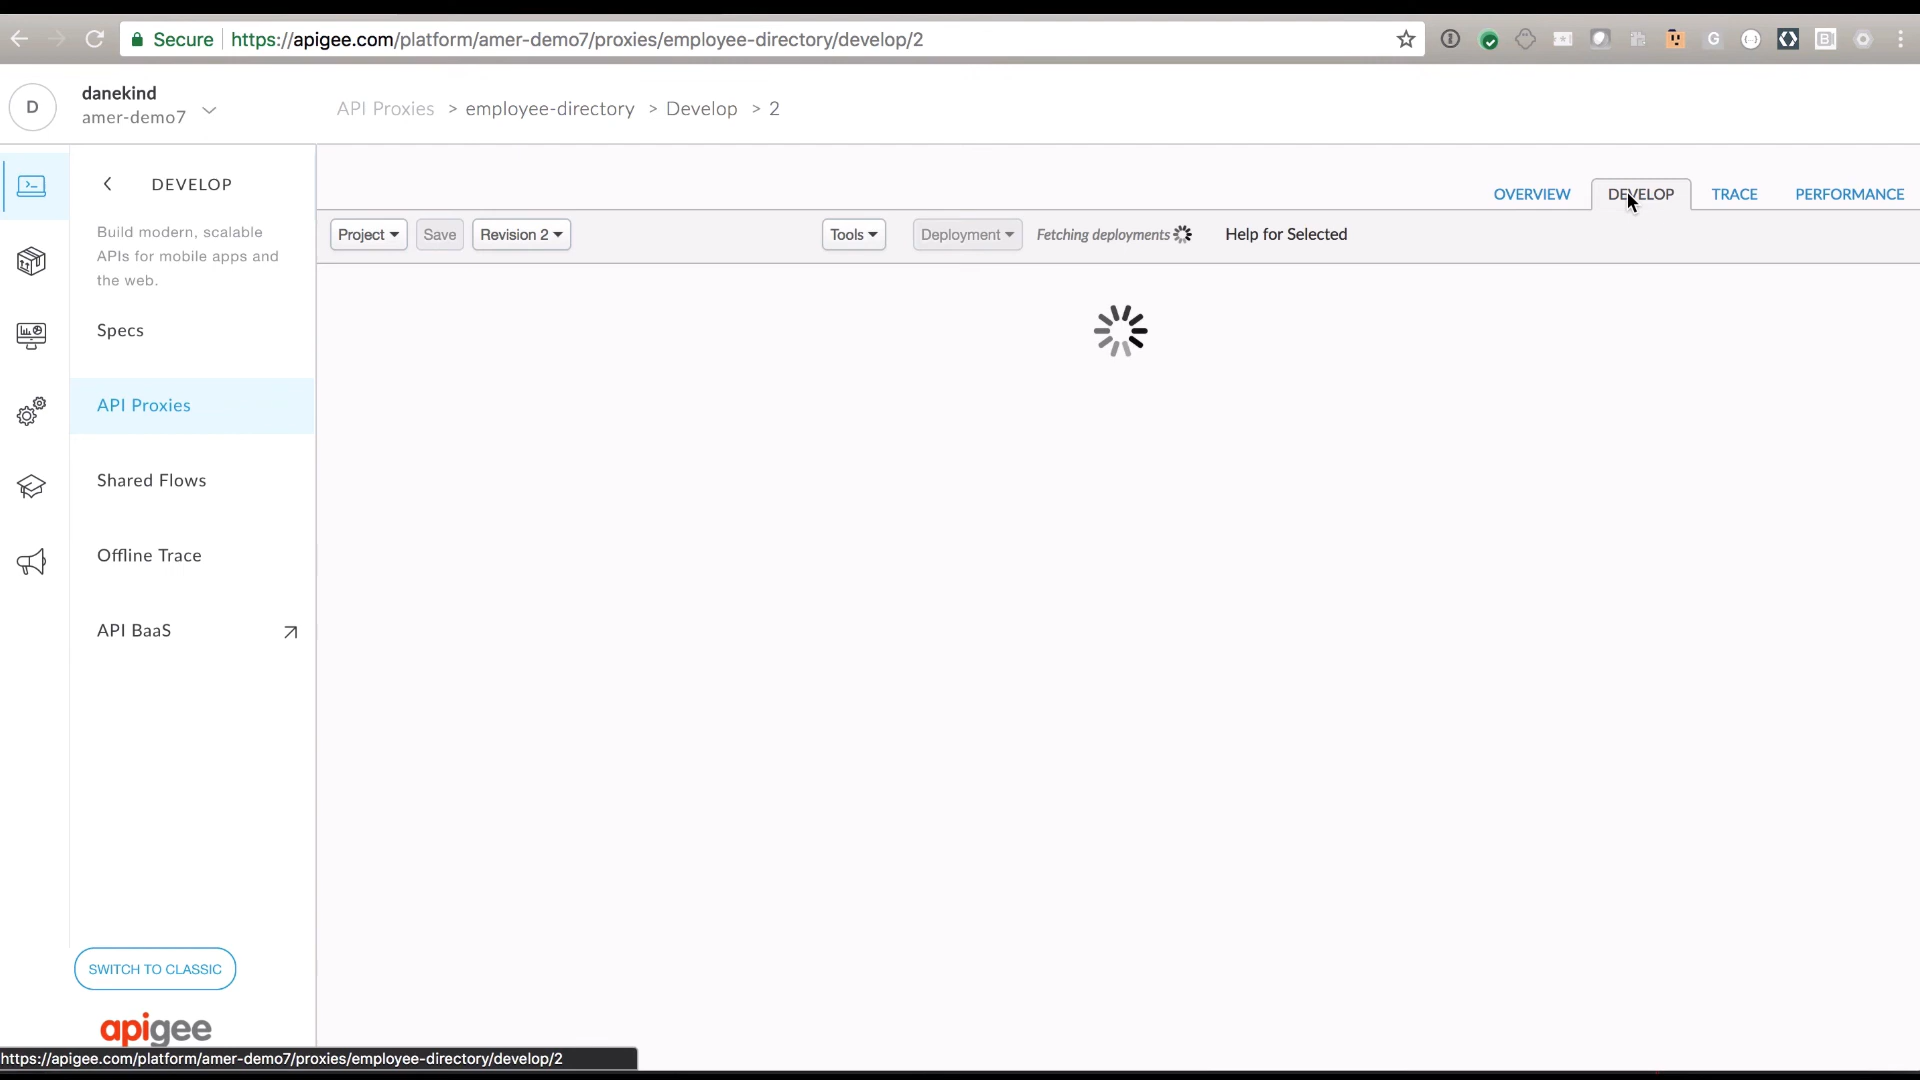 Secure https://apigee.com/platform/amer-demo7/proxies/employee-directory/develop/2
D
danekind
amer-demo7
API Proxies > employee-directory > Develop > 2
DEVELOP
OVERVIEW DEVELOP TRACE PERFORMANCE
Project Save Revision 2 Tools Deployment Fetching deployments Help for Selected
Build modern, scalable
APIs for mobile apps and
the web.
Specs
API Proxies
Shared Flows
Offline Trace
API BaaS
SWITCH TO CLASSIC
apigee
https://apigee.com/platform/amer-demo7/proxies/employee-directory/develop/2